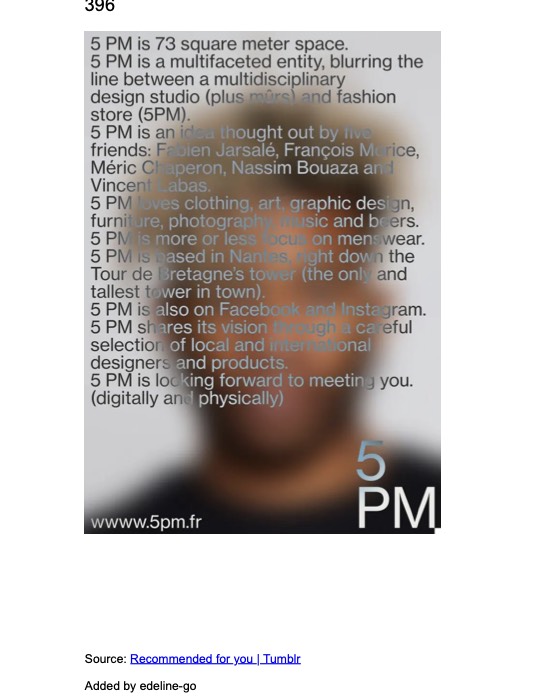 396
5 PM is 73 square meter space.
5 PM is a multifaceted entity, blurring the
line between a multidisciplinary
design studio (plus mûrs) and fashion
store (5PM).
5 PM is an idea thought out by five
friends: Fabien Jarsalé, François Morice,
Méric Chaperon, Nassim Bouaza and
Vincent Labas.
5 PM loves clothing, art, graphic design,
furniture, photography, music and beers.
5 PM is more or less focus on menswear.
5 PM is based in Nantes, right down the
Tour de Bretagne's tower (the only and
tallest tower in town).
5 PM is also on Facebook and Instagram.
5 PM shares its vision through a careful
selection of local and international
designers and products.
5 PM is looking forward to meeting you.
(digitally and physically)
5
PM
wwww.5pm.fr
Source: Recommended for you | Tumblr
Added by edeline-go